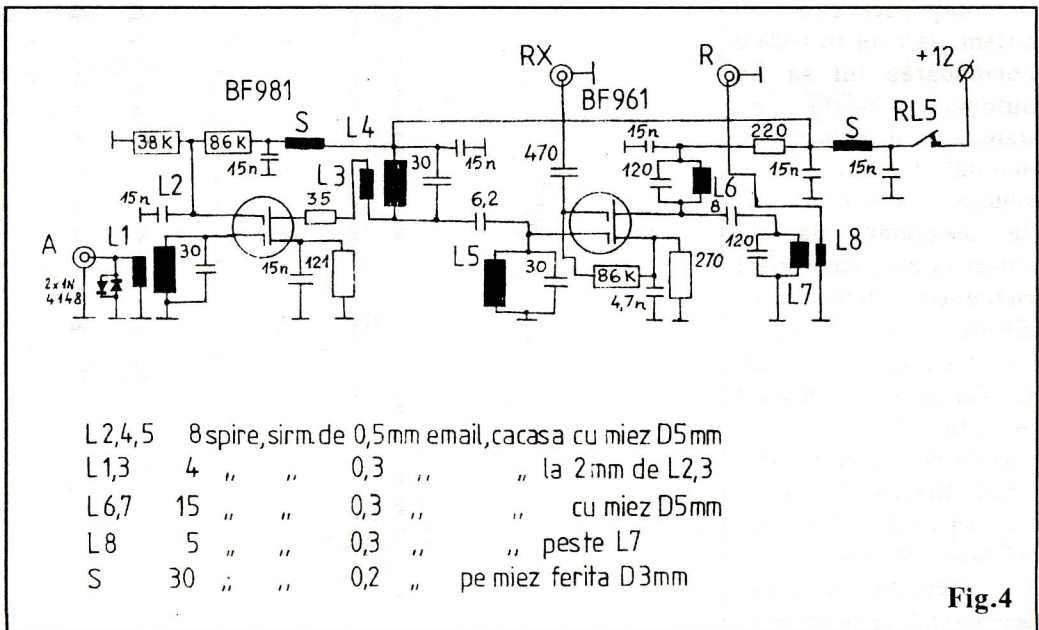 RX R +12
BF981 BF961 RL5
38K 86K S L4 15n 220 S
15n 15n 470 15n 15n
L3 30 120 L6
15n L2 35 6,2 8
A L1 30 L5 120 L8
2x1N 15n 121 30 86K 270
4148 4,7n L7
L2,4,5 8 spire,sirm.de 0,5mm email,cacasa cu miez D5mm
L1,3 4 ,, ,, 0,3 ,, ,, la 2mm de L2,3
L6,7 15 ,, ,, 0,3 ,, ,, cu miez D5mm
L8 5 ,, ,, 0,3 ,, ,, peste L7
S 30 ,, ,, 0,2 ,, pe miez ferita D3mm
Fig.4